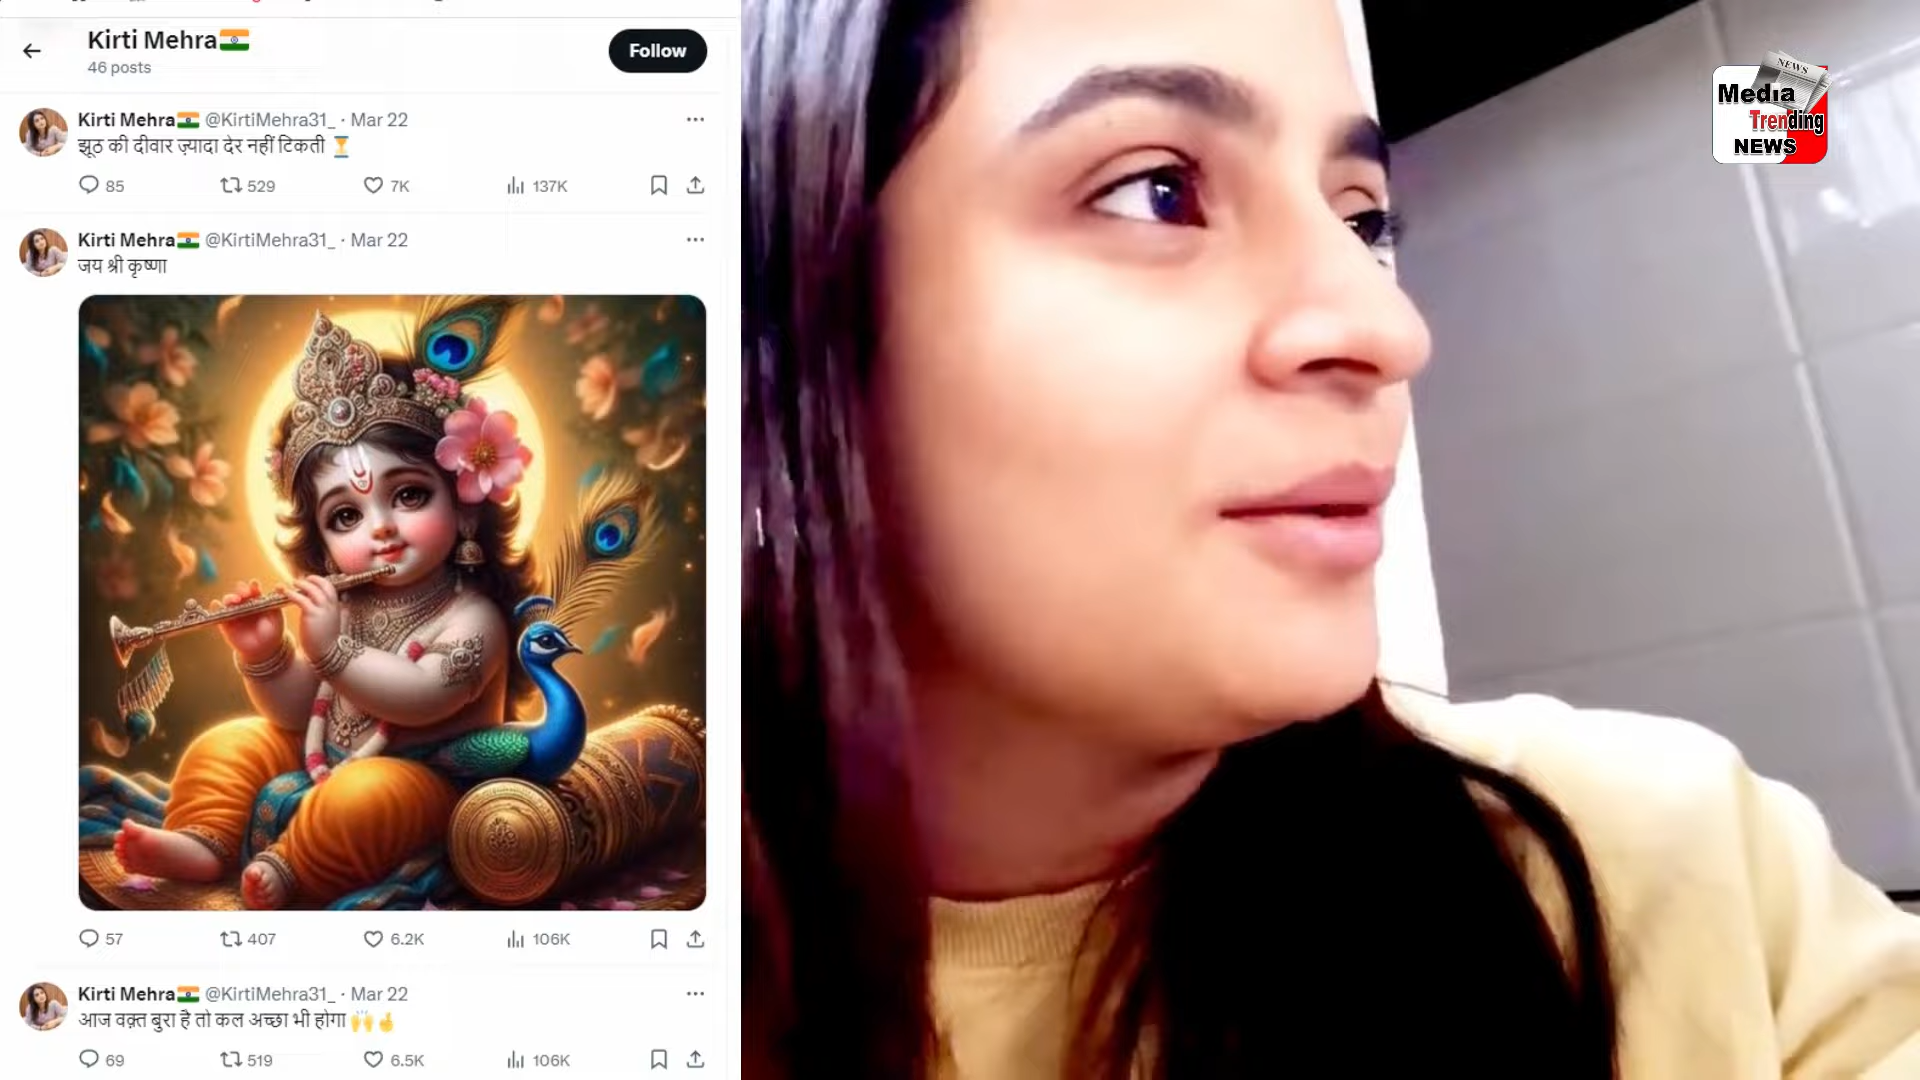 Kirti Mehra🇮🇳
46 posts
Follow
Kirti Mehra🇮🇳 @KirtiMehra31_ · Mar 22
झूठ की दीवार ज़्यादा देर नहीं टिकती ⏳
85 529 7K 137K
Kirti Mehra🇮🇳 @KirtiMehra31_ · Mar 22
जय श्री कृष्णा
57 407 6.2K 106K
Kirti Mehra🇮🇳 @KirtiMehra31_ · Mar 22
आज वक़्त बुरा है तो कल अच्छा भी होगा 🙌🤞
69 519 6.5K 106K
NEWS
Media
Trending
NEWS